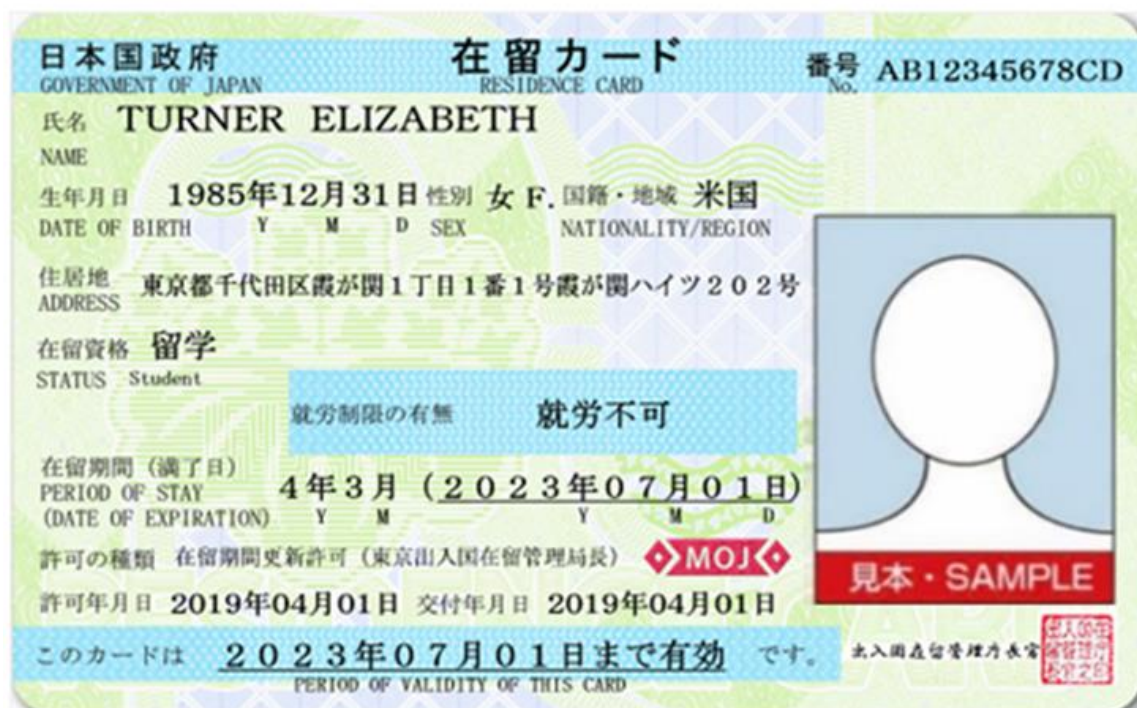 日本国政府 在留カード 番号 AB12345678CD
GOVERNMENT OF JAPAN RESIDENCE CARD No.
氏名 TURNER ELIZABETH
NAME
生年月日 1985年12月31日 性別 女 F. 国籍・地域 米国
DATE OF BIRTH Y M D SEX NATIONALITY/REGION
住居地 東京都千代田区霞が関1丁目1番1号霞が関ハイツ202号
ADDRESS
在留資格 留学
STATUS Student
就労制限の有無 就労不可
在留期間(満了日)
PERIOD OF STAY 4年3月(2023年07月01日)
(DATE OF EXPIRATION) Y M Y M D
許可の種類 在留期間更新許可(東京出入国在留管理局長) MOJ
見本・SAMPLE
許可年月日 2019年04月01日 交付年月日 2019年04月01日
このカードは 2023年07月01日まで有効 です。
PERIOD OF VALIDITY OF THIS CARD
出入国在留管理庁長官